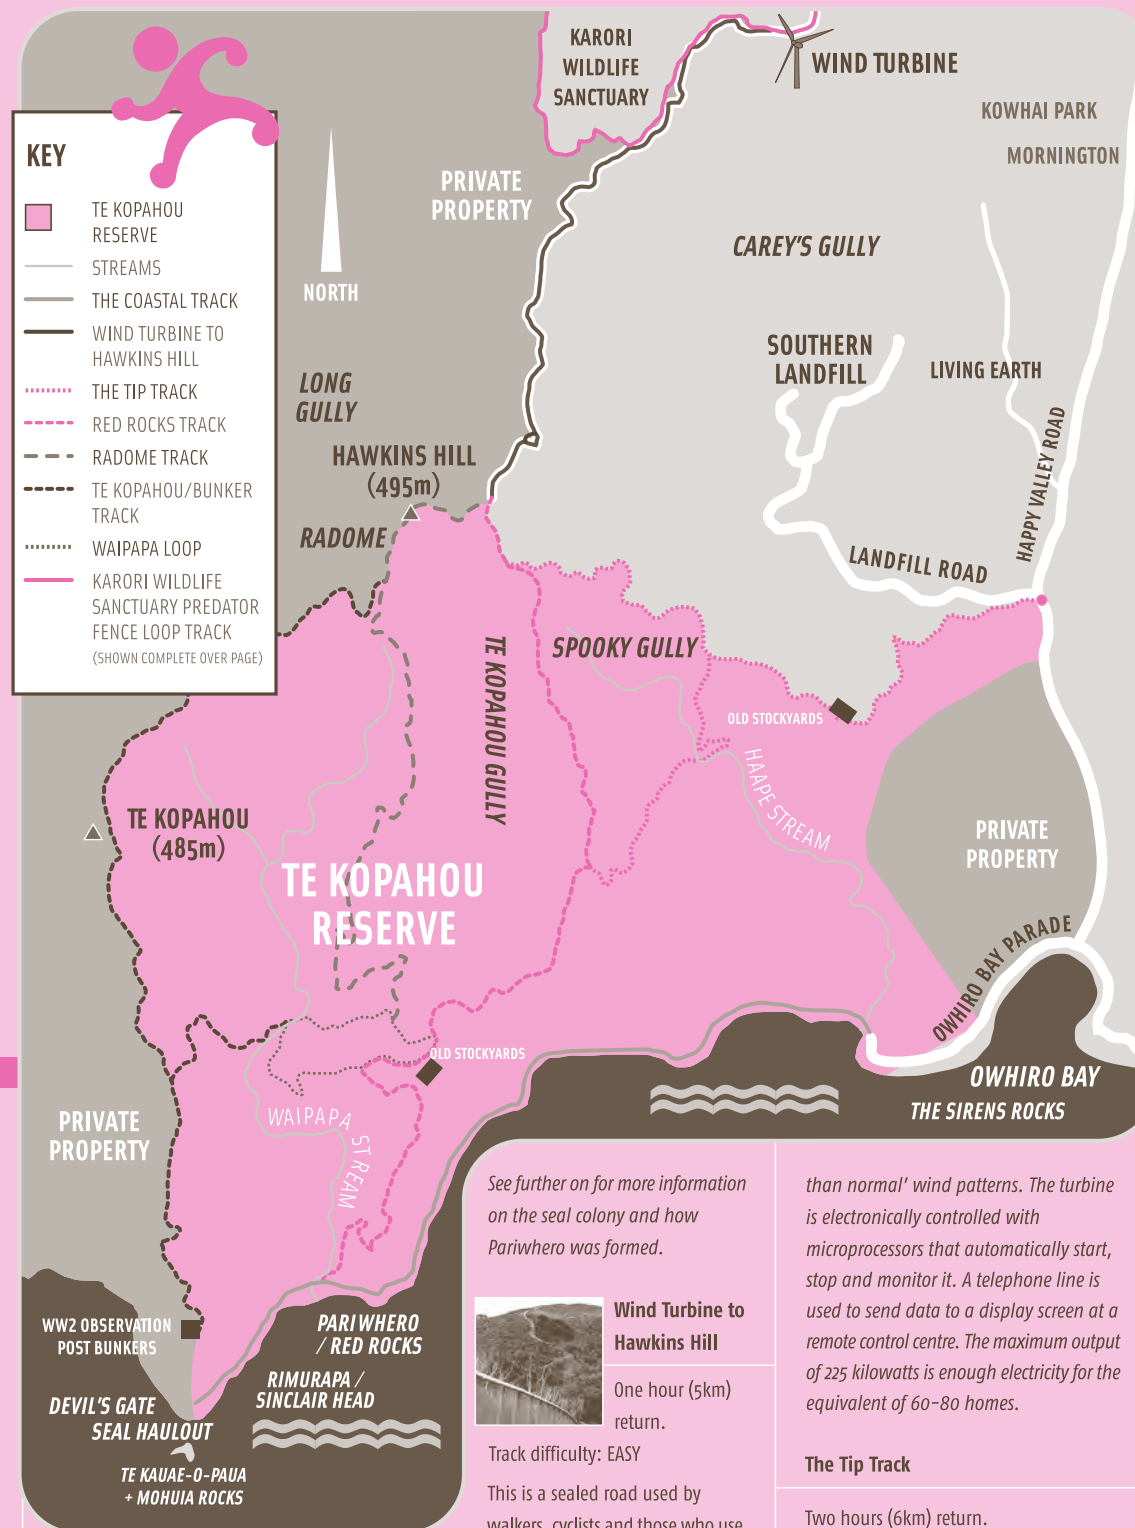 KARORI
WILDLIFE
SANCTUARY
WIND TURBINE
KOWHAI PARK
MORNINGTON
KEY
TE KOPAHOU
RESERVE
STREAMS
THE COASTAL TRACK
WIND TURBINE TO
HAWKINS HILL
THE TIP TRACK
RED ROCKS TRACK
RADOME TRACK
TE KOPAHOU/BUNKER
TRACK
WAIPAPA LOOP
KARORI WILDLIFE
SANCTUARY PREDATOR
FENCE LOOP TRACK
(SHOWN COMPLETE OVER PAGE)
PRIVATE
PROPERTY
NORTH
CAREY'S GULLY
SOUTHERN
LANDFILL
LIVING EARTH
LONG
GULLY
HAWKINS HILL
(495m)
RADOME
HAPPY VALLEY ROAD
LANDFILL ROAD
TE KOPAHOU GULLY
SPOOKY GULLY
OLD STOCKYARDS
HAAPE STREAM
TE KOPAHOU
(485m)
PRIVATE
PROPERTY
TE KOPAHOU
RESERVE
OWHIRO BAY PARADE
OLD STOCKYARDS
OWHIRO BAY
THE SIRENS ROCKS
PRIVATE
PROPERTY
WAIPAPA
STREAM
WW2 OBSERVATION
POST BUNKERS
PARIWHERO
/ RED ROCKS
RIMURAPA /
SINCLAIR HEAD
DEVIL'S GATE
SEAL HAULOUT
TE KAUAE-O-PAUA
+ MOHUIA ROCKS
See further on for more information
on the seal colony and how
Pariwhero was formed.
Wind Turbine to
Hawkins Hill
One hour (5km)
return.
Track difficulty: EASY
This is a sealed road used by
walkers, cyclists and those who use
than normal' wind patterns. The turbine
is electronically controlled with
microprocessors that automatically start,
stop and monitor it. A telephone line is
used to send data to a display screen at a
remote control centre. The maximum output
of 225 kilowatts is enough electricity for the
equivalent of 60-80 homes.
The Tip Track
Two hours (6km) return.